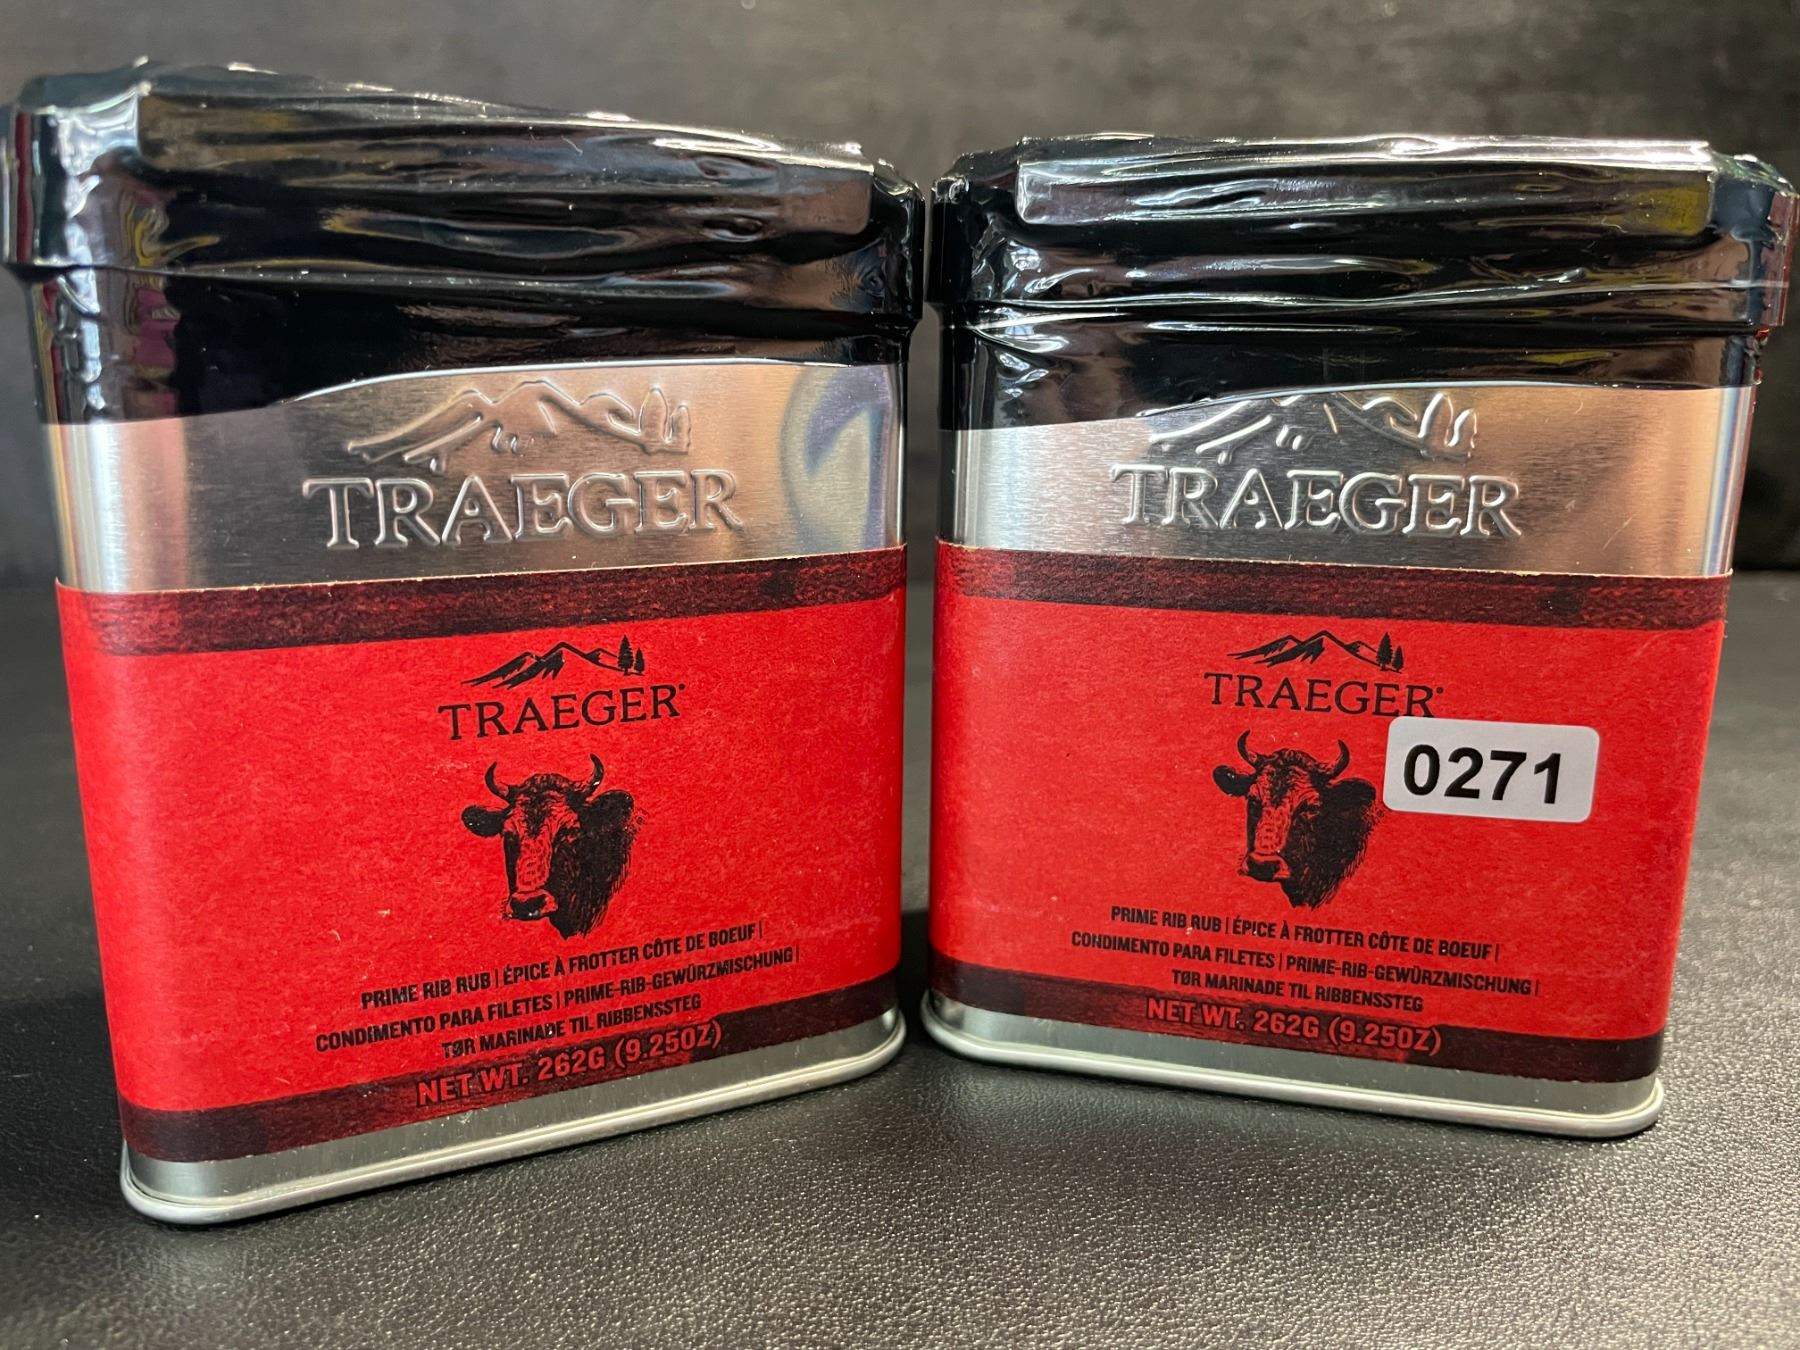 TRAEGER
TRAEGER
PRIME RIB RUB | ÉPICE À FROTTER CÔTE DE BOEUF |
CONDIMENTO PARA FILETES | PRIME-RIB-GEWÜRZMISCHUNG |
TØR MARINADE TIL RIBBENSSTEG
NET WT. 262G (9.25OZ)
TRAEGER
TRAEGER
0271
PRIME RIB RUB | ÉPICE À FROTTER CÔTE DE BOEUF |
CONDIMENTO PARA FILETES | PRIME-RIB-GEWÜRZMISCHUNG |
TØR MARINADE TIL RIBBENSSTEG
NET WT. 262G (9.25OZ)